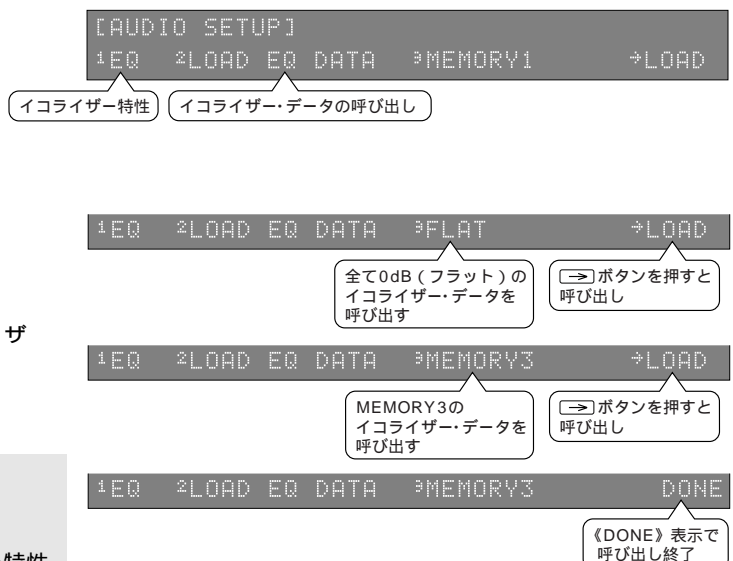 [AUDIO SETUP]
¹EQ ²LOAD EQ DATA ³MEMORY1 →LOAD
イコライザー特性
イコライザー・データの呼び出し
¹EQ ²LOAD EQ DATA ³FLAT →LOAD
全て0dB(フラット)の
イコライザー・データを
呼び出す
→ボタンを押すと
呼び出し
ザ
¹EQ ²LOAD EQ DATA ³MEMORY3 →LOAD
MEMORY3の
イコライザー・データを
呼び出す
→ボタンを押すと
呼び出し
¹EQ ²LOAD EQ DATA ³MEMORY3 DONE
《DONE》表示で
呼び出し終了
特性